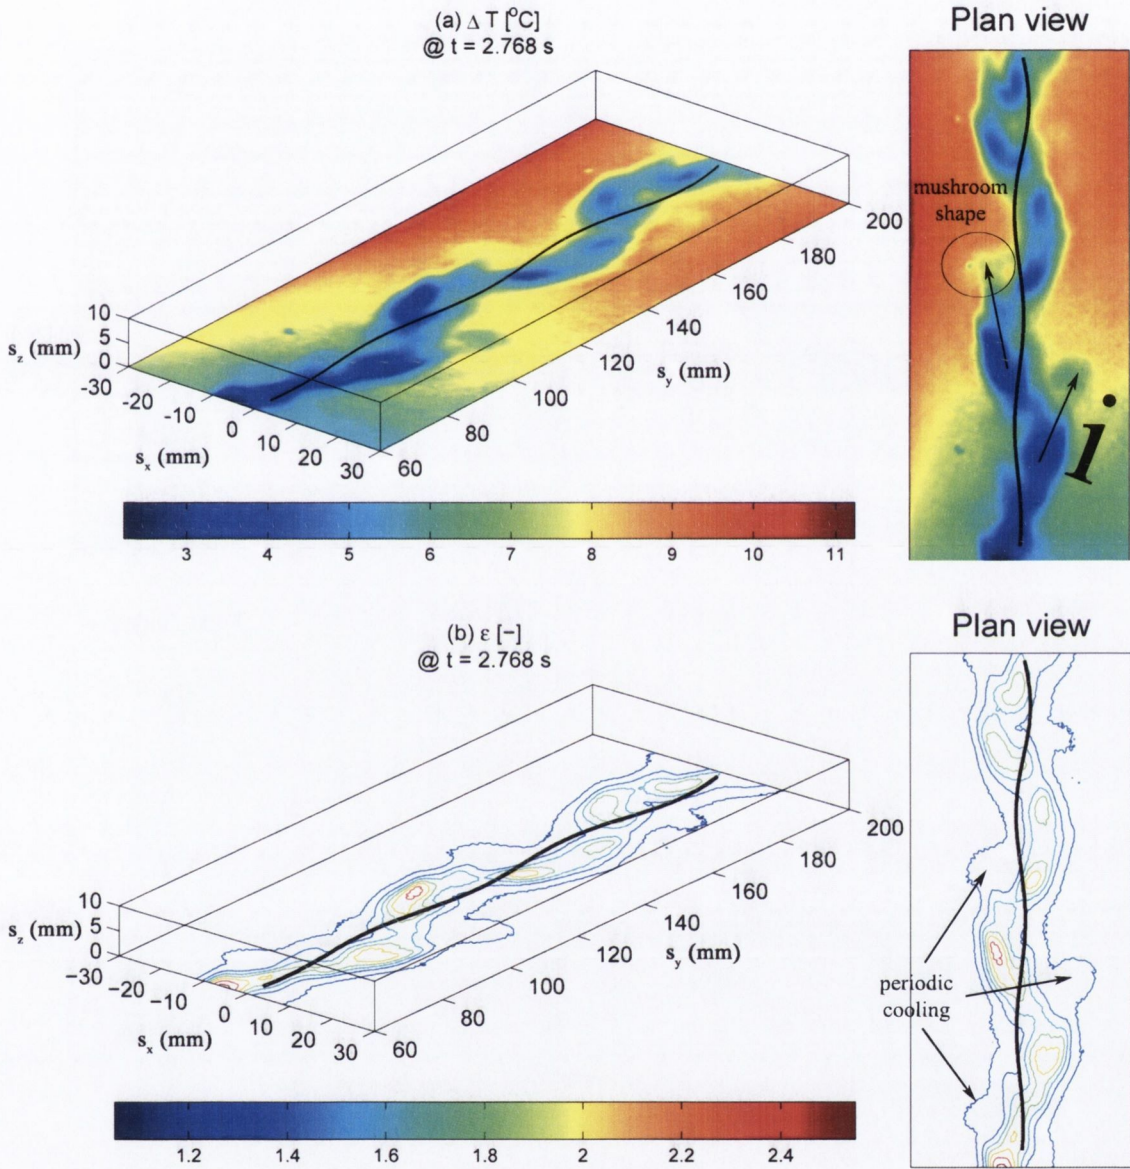 (a) Δ T [°C]
@ t = 2.768 s
Plan view
mushroom
shape
i
10
5
0
s_z (mm)
-30
-20
-10
0
10
20
30
s_x (mm)
60
80
100
120
140
160
180
200
s_y (mm)
3 4 5 6 7 8 9 10 11
(b) ε [−]
@ t = 2.768 s
Plan view
10
5
0
s_z (mm)
−30
−20
−10
0
10
20
30
s_x (mm)
60
80
100
120
140
160
180
200
s_y (mm)
periodic
cooling
1.2 1.4 1.6 1.8 2 2.2 2.4